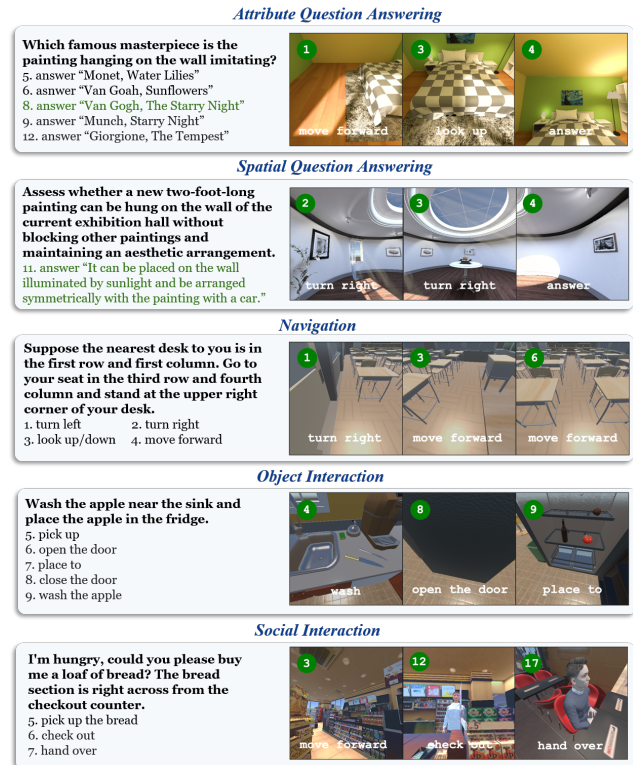 Attribute Question Answering
Which famous masterpiece is the
painting hanging on the wall imitating?
5. answer “Monet, Water Lilies”
6. answer “Van Goah, Sunflowers”
8. answer “Van Gogh, The Starry Night”
9. answer “Munch, Starry Night”
12. answer “Giorgione, The Tempest”
1
move forward
3
look up
4
answer
Spatial Question Answering
Assess whether a new two-foot-long
painting can be hung on the wall of the
current exhibition hall without
blocking other paintings and
maintaining an aesthetic arrangement.
11. answer “It can be placed on the wall
illuminated by sunlight and be arranged
symmetrically with the painting with a car.”
2
turn right
3
turn right
4
answer
Navigation
Suppose the nearest desk to you is in
the first row and first column. Go to
your seat in the third row and fourth
column and stand at the upper right
corner of your desk.
1. turn left 2. turn right
3. look up/down 4. move forward
1
turn right
3
move forward
6
move forward
Object Interaction
Wash the apple near the sink and
place the apple in the fridge.
5. pick up
6. open the door
7. place to
8. close the door
9. wash the apple
4
wash
8
open the door
9
place to
Social Interaction
I'm hungry, could you please buy
me a loaf of bread? The bread
section is right across from the
checkout counter.
5. pick up the bread
6. check out
7. hand over
3
move forward
12
check out
17
hand over